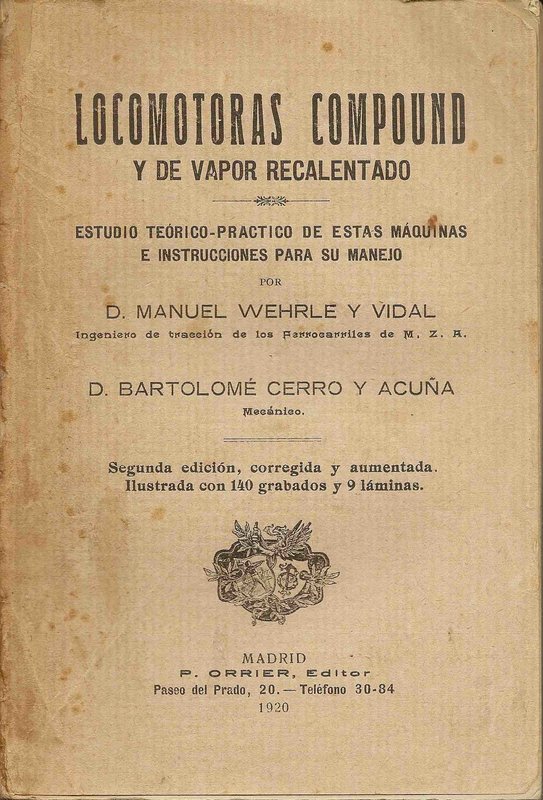 LOCOMOTORAS COMPOUND
Y DE VAPOR RECALENTADO
ESTUDIO TEÓRICO-PRACTICO DE ESTAS MÁQUINAS
E INSTRUCCIONES PARA SU MANEJO
POR
D. MANUEL WEHRLE Y VIDAL
Ingeniero de tracción de los Ferrocarriles de M. Z. A.
D. BARTOLOMÉ CERRO Y ACUÑA
Mecánico.
Segunda edición, corregida y aumentada.
Ilustrada con 140 grabados y 9 láminas.
MADRID
P. ORRIER, Editor
Paseo del Prado, 20. — Teléfono 30-84
1920